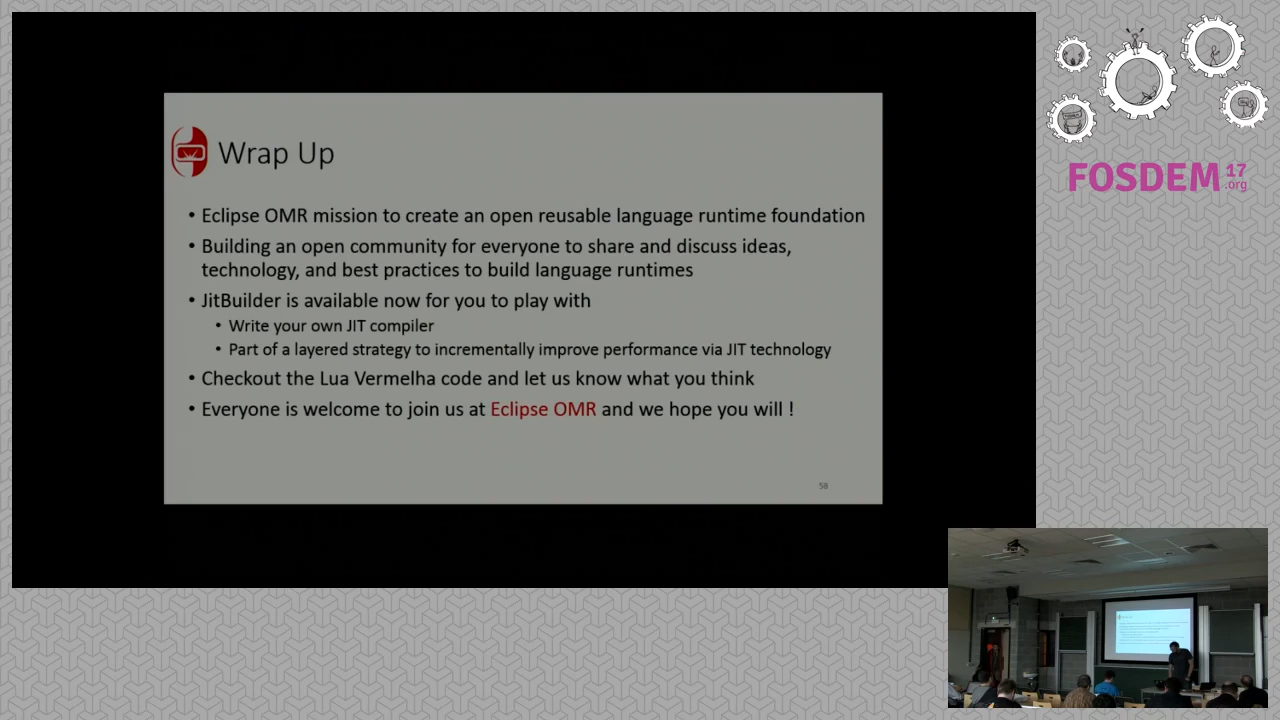 Wrap Up
• Eclipse OMR mission to create an open reusable language runtime foundation
• Building an open community for everyone to share and discuss ideas,
technology, and best practices to build language runtimes
• JitBuilder is available now for you to play with
• Write your own JIT compiler
• Part of a layered strategy to incrementally improve performance via JIT technology
• Checkout the Lua Vermelha code and let us know what you think
• Everyone is welcome to join us at Eclipse OMR and we hope you will !
58
FOSDEM 17 .org